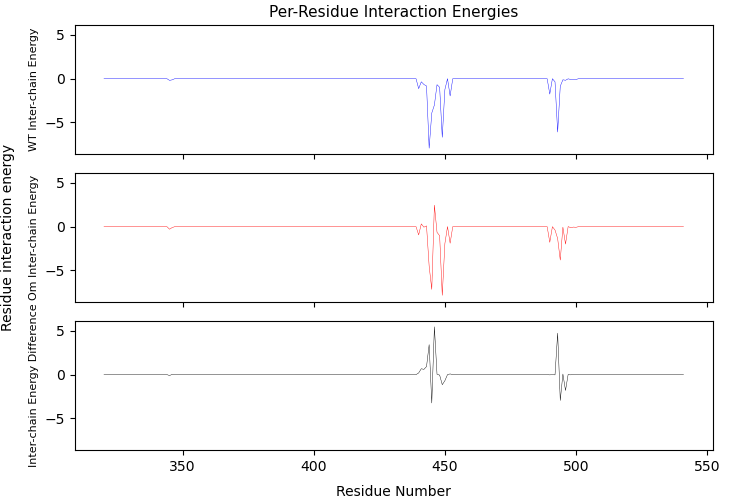 Per-Residue Interaction Energies
Residue interaction energy
WT Inter-chain Energy
5
0
−5
Om Inter-chain Energy
5
0
−5
Inter-chain Energy Difference
5
0
−5
350
400
450
500
550
Residue Number